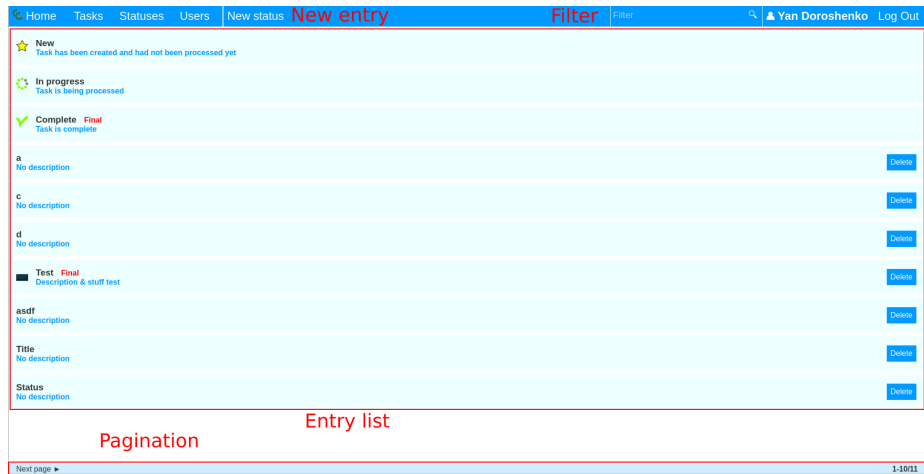 Home Tasks Statuses Users New status New entry Filter Filter Yan Doroshenko Log Out
New
Task has been created and had not been processed yet
In progress
Task is being processed
Complete Final
Task is complete
a
No description Delete
c
No description Delete
d
No description Delete
Test Final
Description & stuff test Delete
asdf
No description Delete
Title
No description Delete
Status
No description Delete
Entry list
Pagination
Next page ► 1-10/11